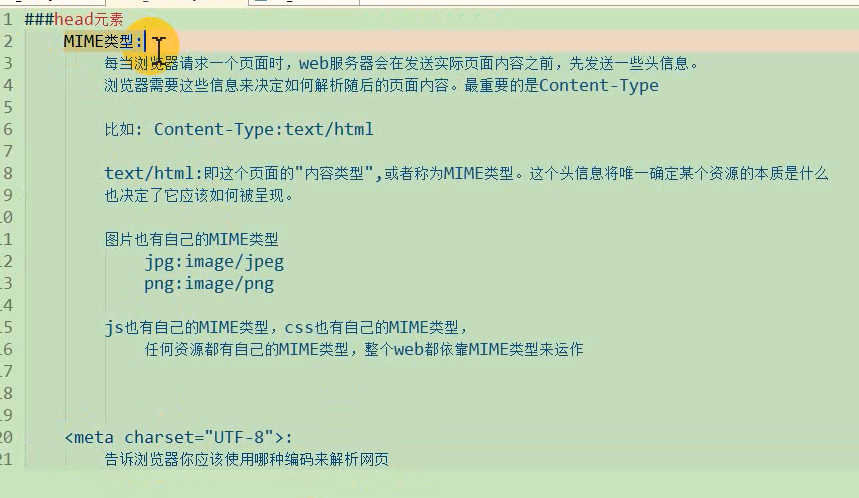 1 ###head元素
2 MIME类型:
3 每当浏览器请求一个页面时，web服务器会在发送实际页面内容之前，先发送一些头信息。
4 浏览器需要这些信息来决定如何解析随后的页面内容。最重要的是Content-Type
5
6 比如: Content-Type:text/html
7
8 text/html:即这个页面的"内容类型",或者称为MIME类型。这个头信息将唯一确定某个资源的本质是什么
9 也决定了它应该如何被呈现。
10
11 图片也有自己的MIME类型
12 jpg:image/jpeg
13 png:image/png
14
15 js也有自己的MIME类型，css也有自己的MIME类型，
16 任何资源都有自己的MIME类型，整个web都依靠MIME类型来运作
17
18
19
20 <meta charset="UTF-8">:
21 告诉浏览器你应该使用哪种编码来解析网页